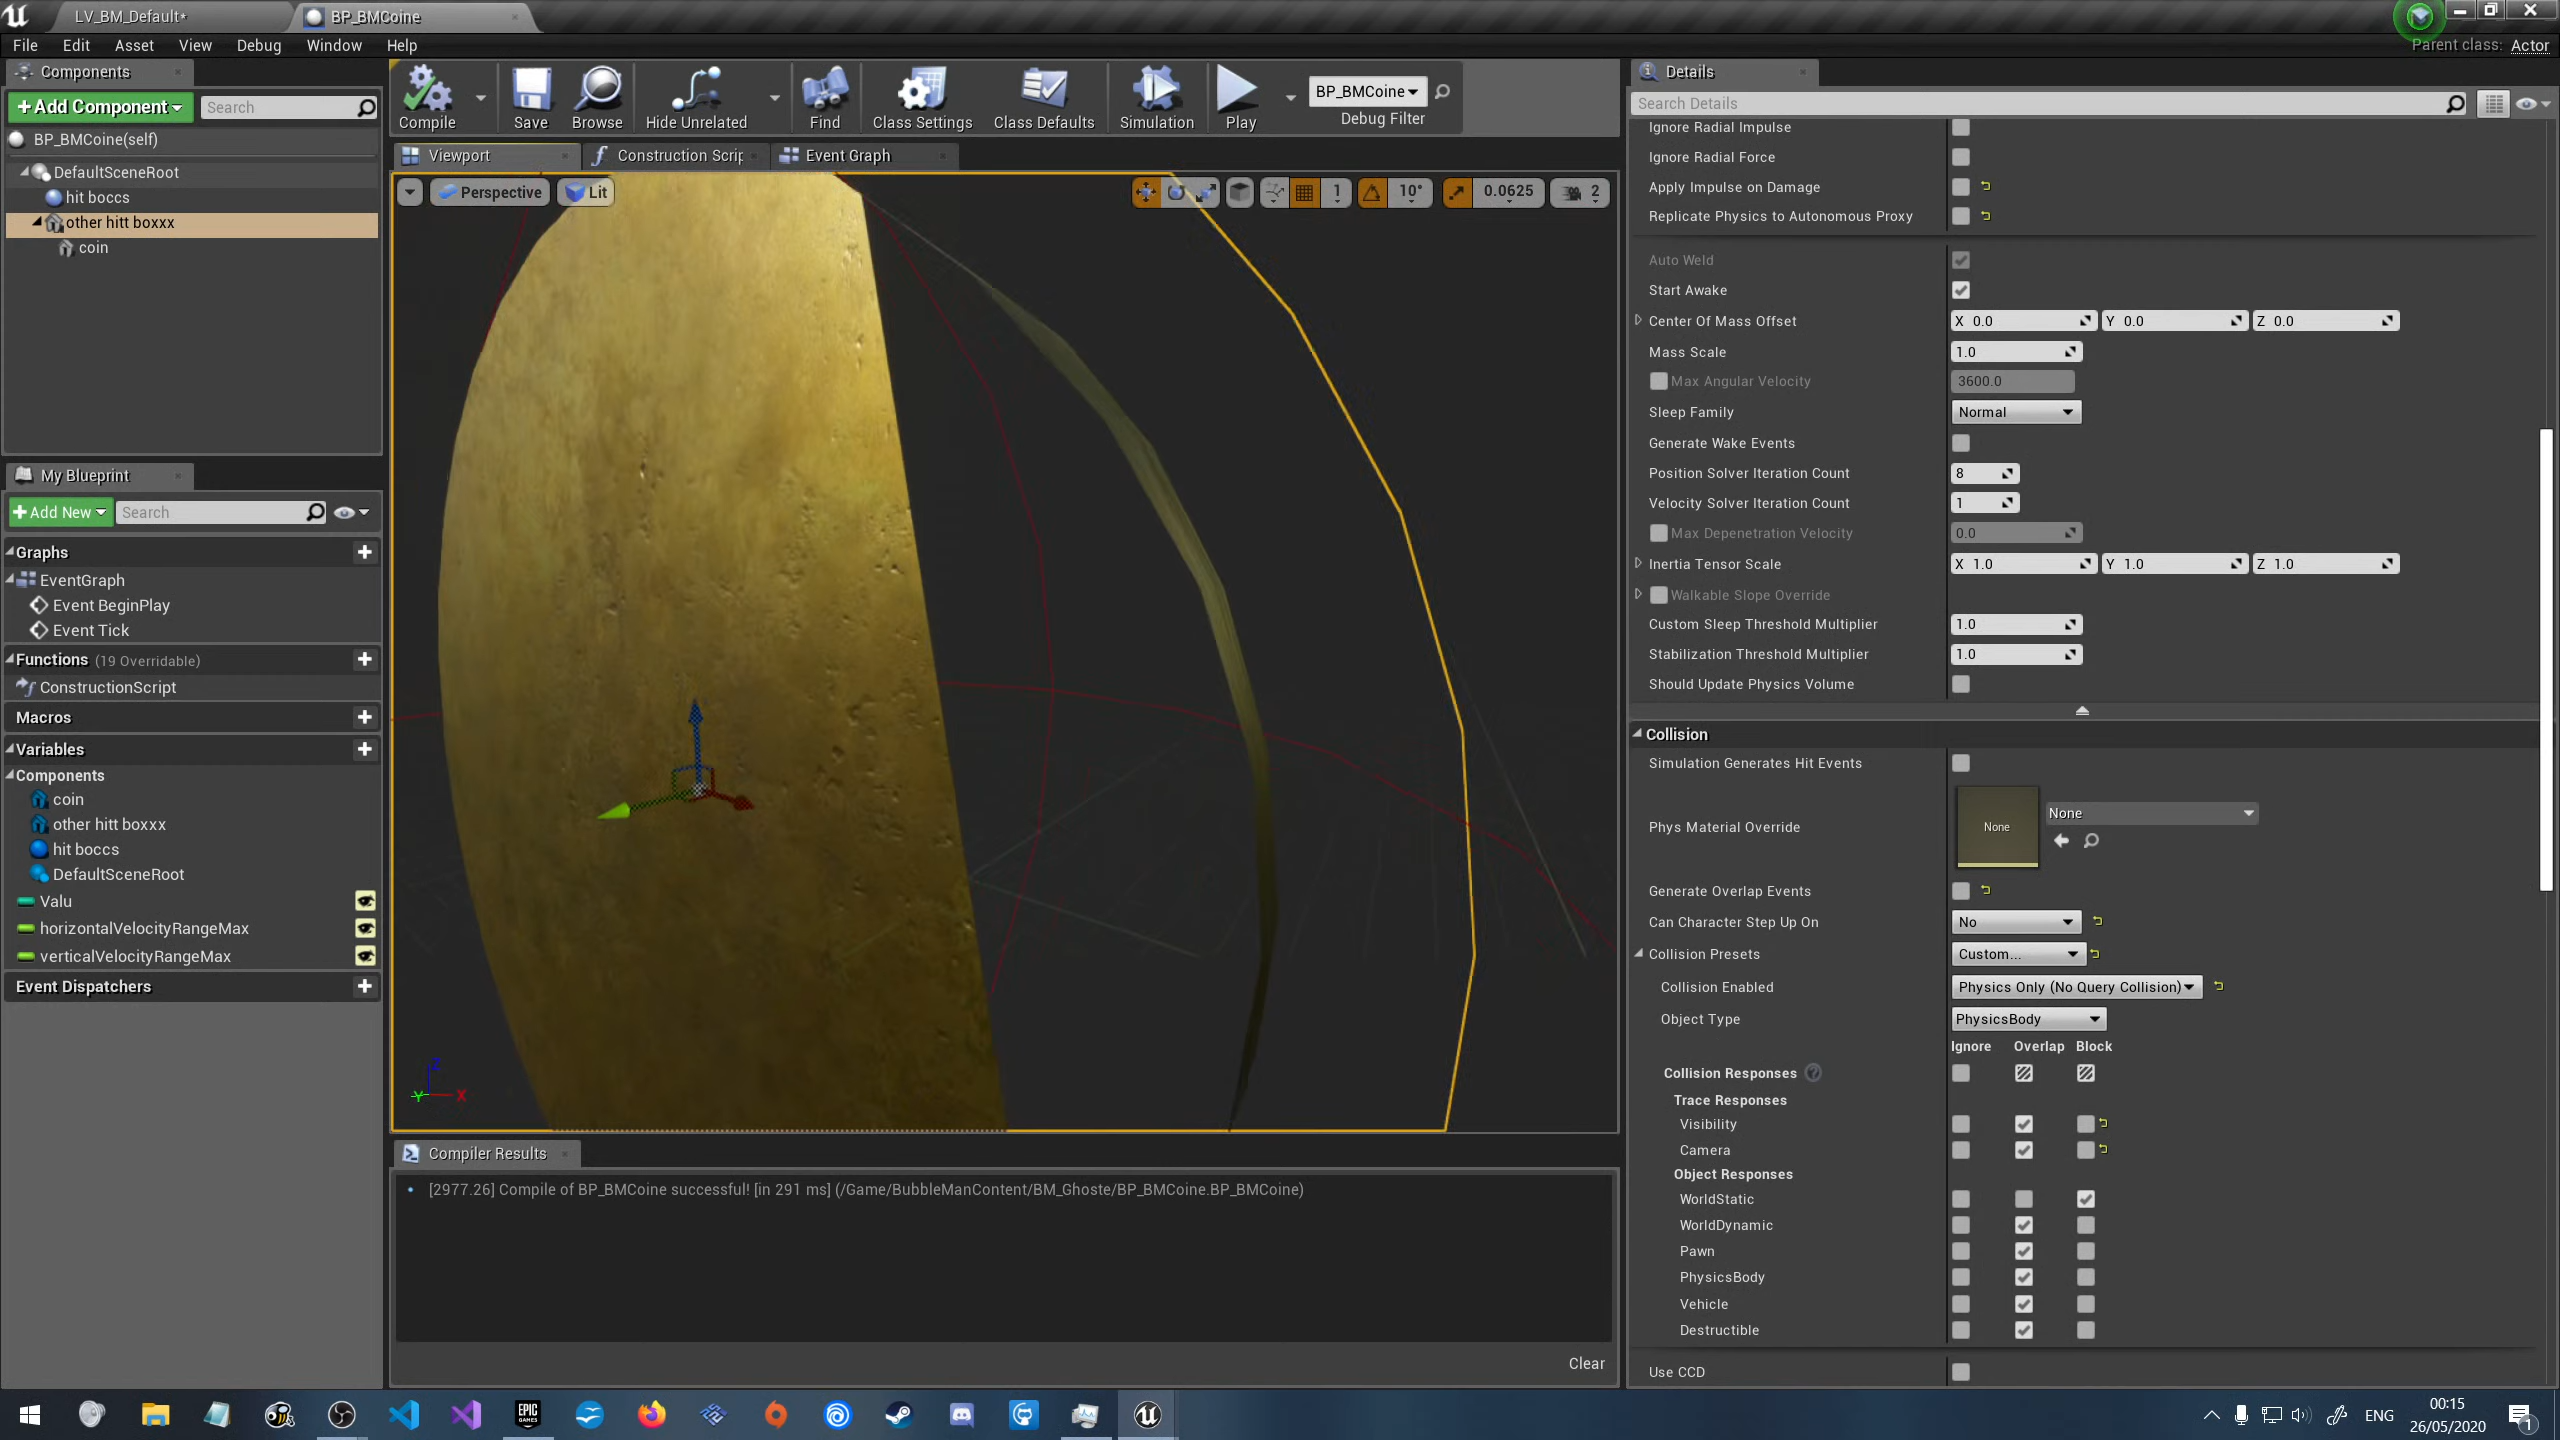 LV_BM_Default*
BP_BMCoine
File Edit Asset View Debug Window Help
Parent class: Actor
Components
+Add Component
Search
BP_BMCoine(self)
DefaultSceneRoot
hit boccs
other hitt boxxx
coin
My Blueprint
+Add New
Search
Graphs
EventGraph
Event BeginPlay
Event Tick
Functions (19 Overridable)
ConstructionScript
Macros
Variables
Components
coin
other hitt boxxx
hit boccs
DefaultSceneRoot
Valu
horizontalVelocityRangeMax
verticalVelocityRangeMax
Event Dispatchers
Compile
Save
Browse
Hide Unrelated
Find
Class Settings
Class Defaults
Simulation
Play
BP_BMCoine
Debug Filter
Viewport
Construction Scrip
Event Graph
Perspective
Lit
1
10°
0.0625
2
Z
Y
X
Compiler Results
[2977.26] Compile of BP_BMCoine successful! [in 291 ms] (/Game/BubbleManContent/BM_Ghoste/BP_BMCoine.BP_BMCoine)
Clear
Details
Search Details
Ignore Radial Impulse
Ignore Radial Force
Apply Impulse on Damage
Replicate Physics to Autonomous Proxy
Auto Weld
Start Awake
Center Of Mass Offset X 0.0 Y 0.0 Z 0.0
Mass Scale 1.0
Max Angular Velocity 3600.0
Sleep Family Normal
Generate Wake Events
Position Solver Iteration Count 8
Velocity Solver Iteration Count 1
Max Depenetration Velocity 0.0
Inertia Tensor Scale X 1.0 Y 1.0 Z 1.0
Walkable Slope Override
Custom Sleep Threshold Multiplier 1.0
Stabilization Threshold Multiplier 1.0
Should Update Physics Volume
Collision
Simulation Generates Hit Events
Phys Material Override None None
Generate Overlap Events
Can Character Step Up On No
Collision Presets Custom...
Collision Enabled Physics Only (No Query Collision)
Object Type PhysicsBody
Ignore Overlap Block
Collision Responses ?
Trace Responses
Visibility
Camera
Object Responses
WorldStatic
WorldDynamic
Pawn
PhysicsBody
Vehicle
Destructible
Use CCD
EPIC GAMES
ENG
00:15
26/05/2020
1